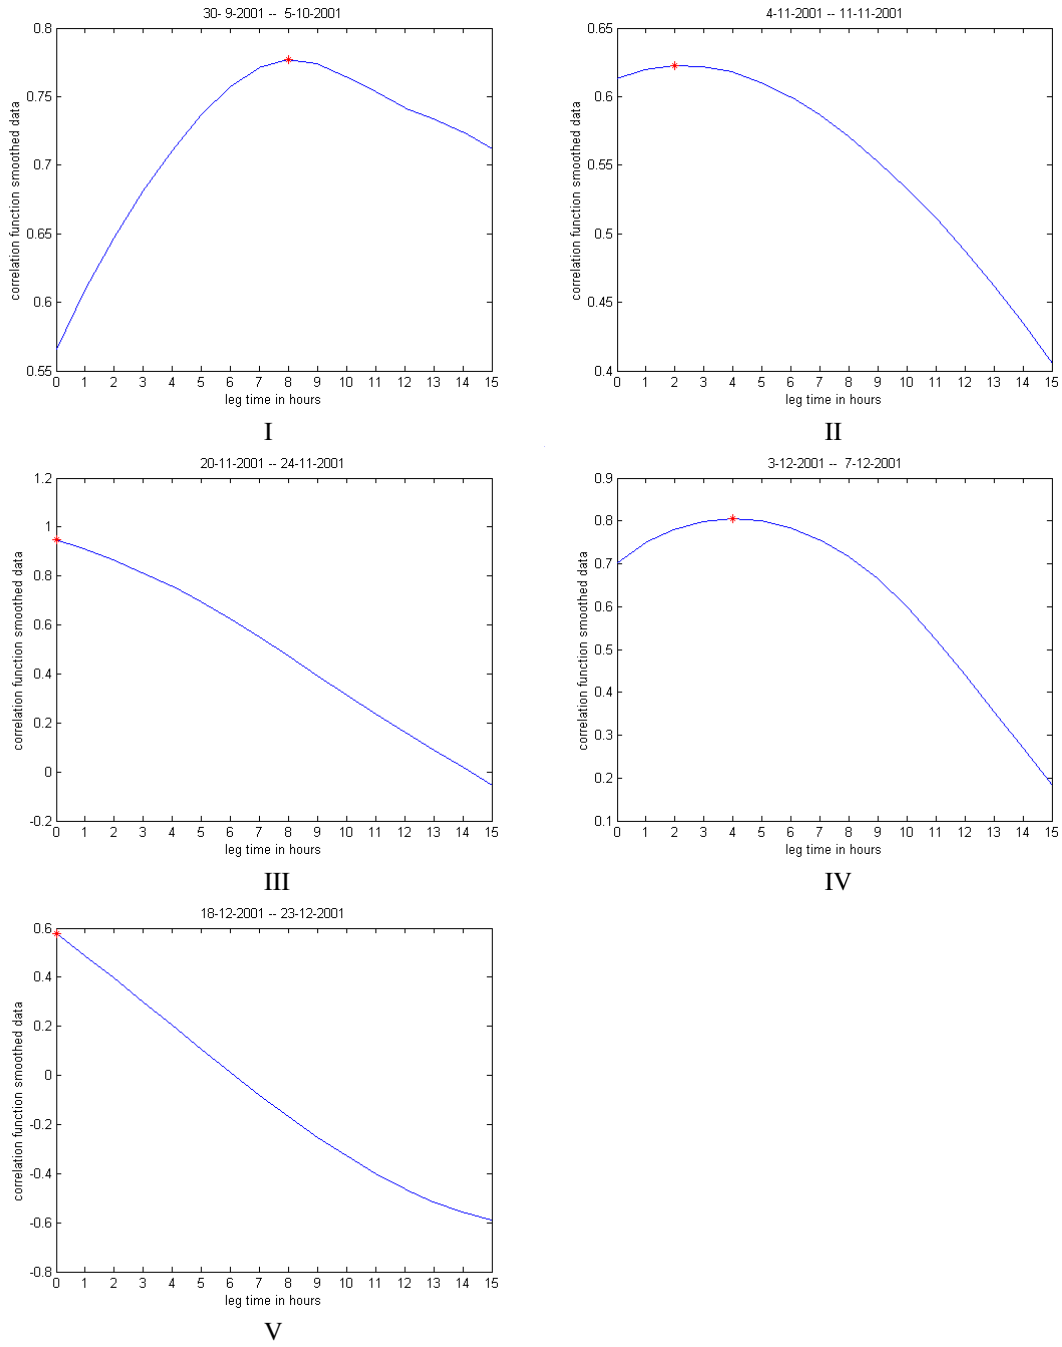 30- 9-2001 -- 5-10-2001
correlation function smoothed data
0.8
0.75
0.7
0.65
0.6
0.55
0 1 2 3 4 5 6 7 8 9 10 11 12 13 14 15
leg time in hours
I
4-11-2001 -- 11-11-2001
correlation function smoothed data
0.65
0.6
0.55
0.5
0.45
0.4
0 1 2 3 4 5 6 7 8 9 10 11 12 13 14 15
leg time in hours
II
20-11-2001 -- 24-11-2001
correlation function smoothed data
1.2
1
0.8
0.6
0.4
0.2
0
-0.2
0 1 2 3 4 5 6 7 8 9 10 11 12 13 14 15
leg time in hours
III
3-12-2001 -- 7-12-2001
correlation function smoothed data
0.9
0.8
0.7
0.6
0.5
0.4
0.3
0.2
0.1
0 1 2 3 4 5 6 7 8 9 10 11 12 13 14 15
leg time in hours
IV
18-12-2001 -- 23-12-2001
correlation function smoothed data
0.6
0.4
0.2
0
-0.2
-0.4
-0.6
-0.8
0 1 2 3 4 5 6 7 8 9 10 11 12 13 14 15
leg time in hours
V